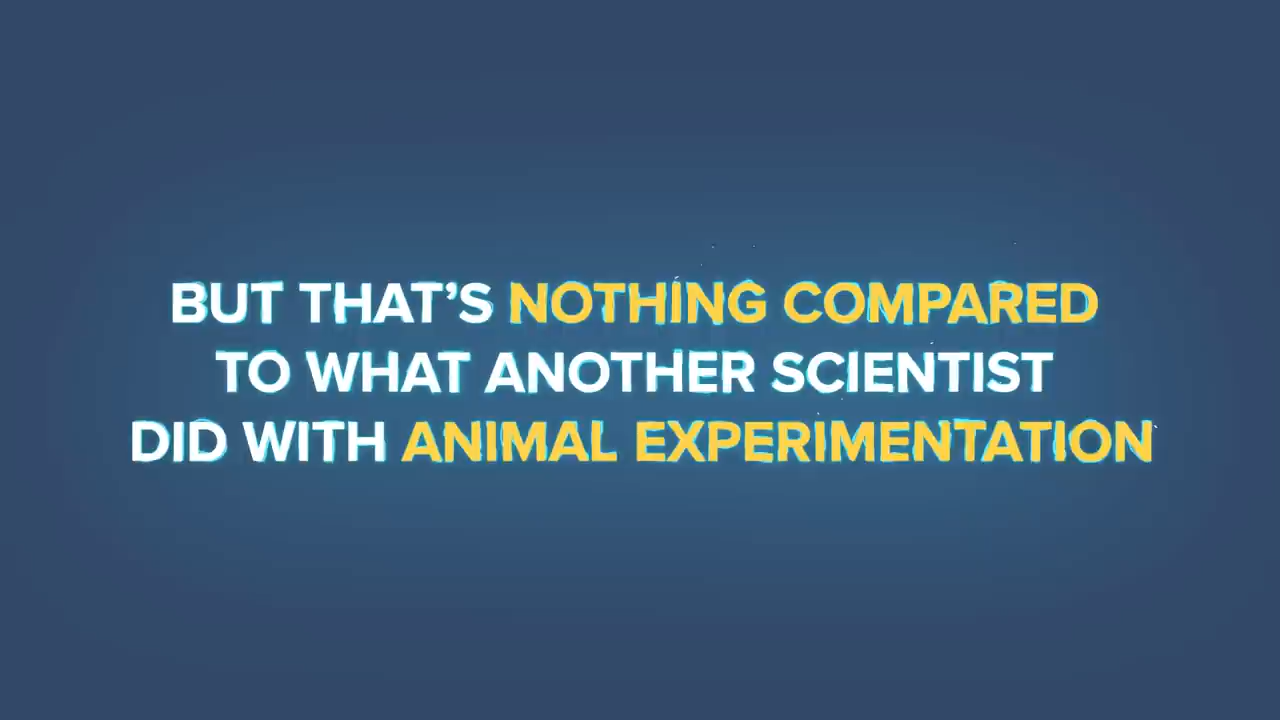 BUT THAT’S NOTHING COMPARED
TO WHAT ANOTHER SCIENTIST
DID WITH ANIMAL EXPERIMENTATION